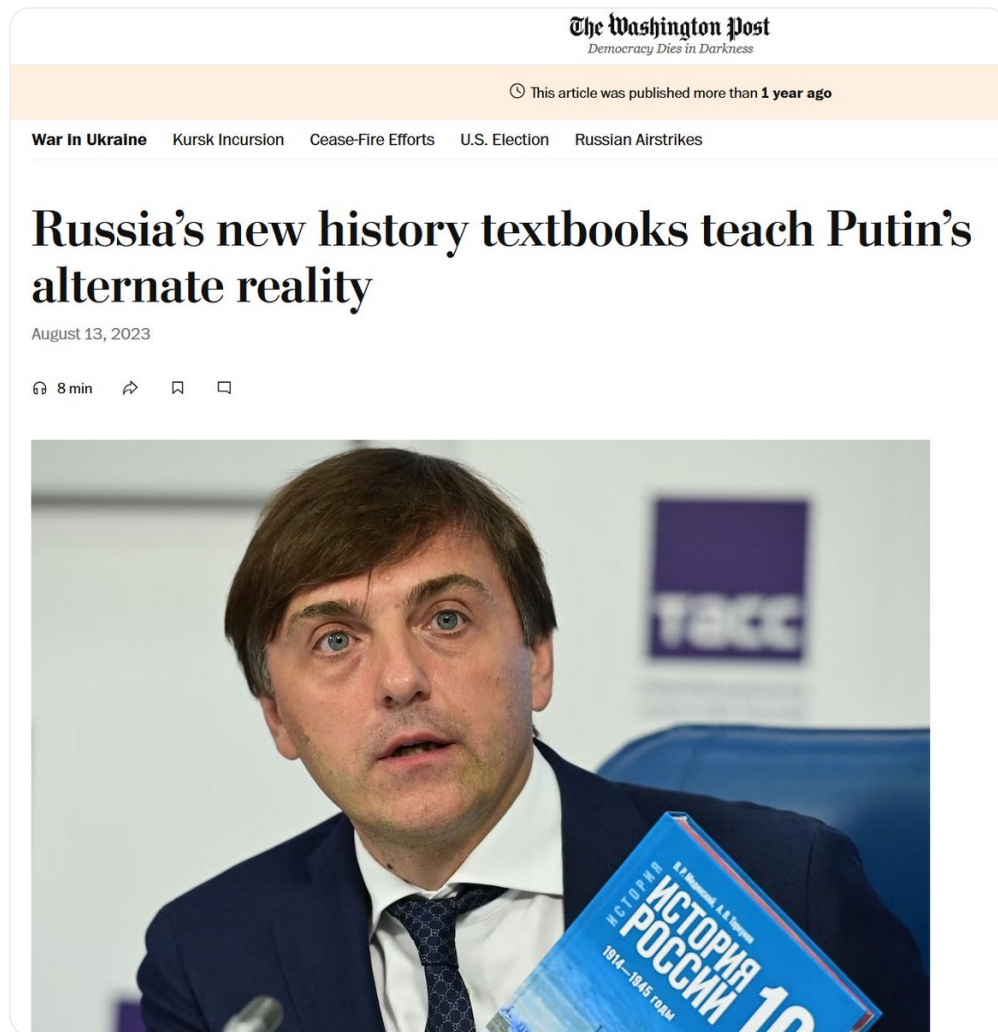 The Washington Post
Democracy Dies in Darkness
This article was published more than 1 year ago
War in Ukraine Kursk Incursion Cease-Fire Efforts U.S. Election Russian Airstrikes
Russia’s new history textbooks teach Putin’s
alternate reality
August 13, 2023
8 min
тасс
В. Р. Мединский, А. В. Торкунов
ИСТОРИЯ
ИСТОРИЯ
РОССИИ
1914—1945 годы
10